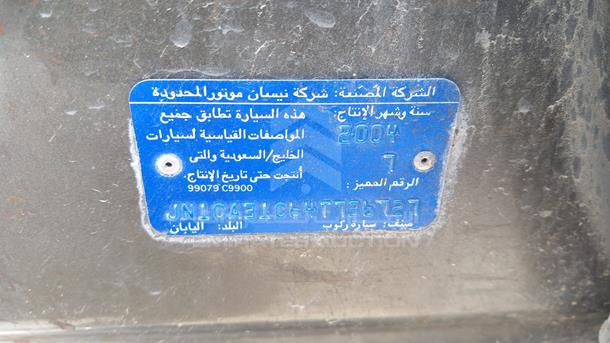 الشركة المصنعة: شركة نيسان موتور المحدودة
سنة وشهر الإنتاج: هذه السيارة تطابق جميع
2004 المواصفات القياسية لسيارات
7 الخليج/السعودية والتى
الرقم المميز: أنتجت حتى تاريخ الإنتاج.
99079 C9900
صنف: سيارة ركوب البلد: اليابان